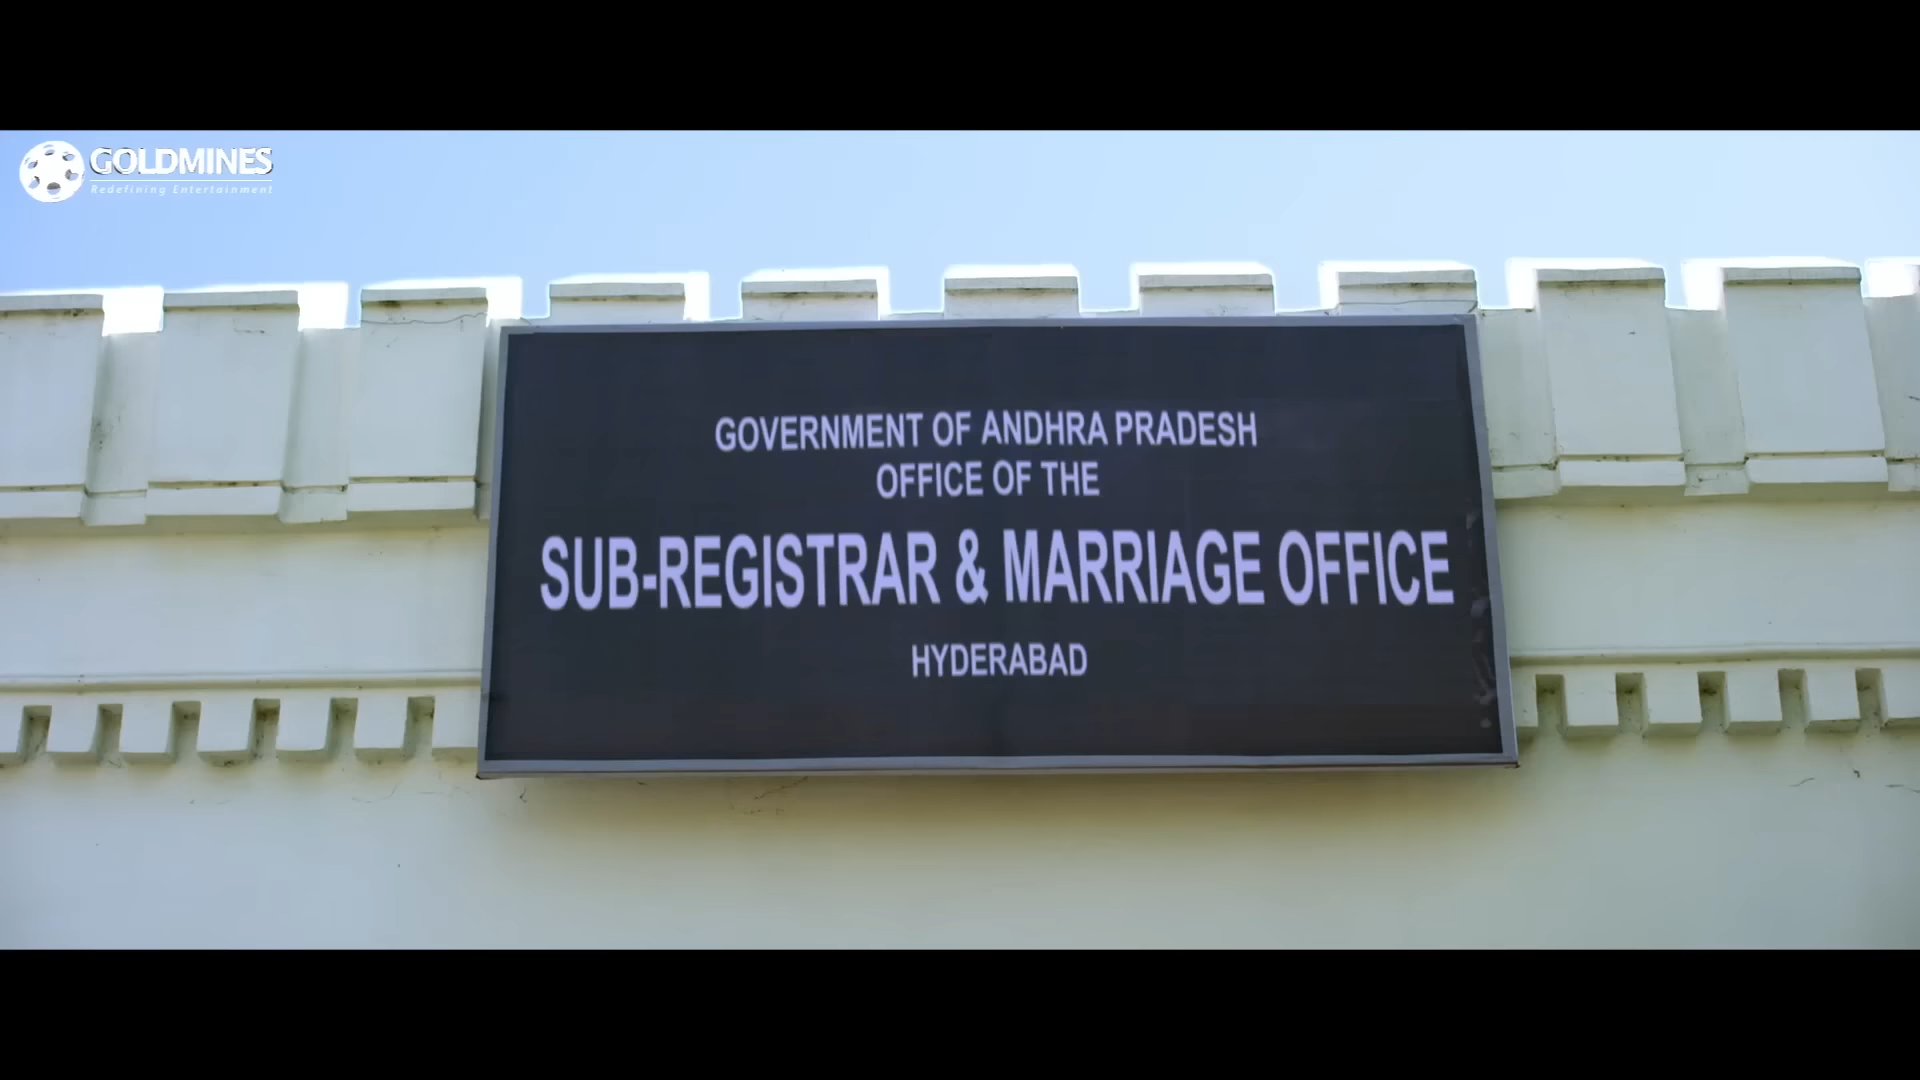 GOLDMINES
Redefining Entertainment
GOVERNMENT OF ANDHRA PRADESH
OFFICE OF THE
SUB-REGISTRAR & MARRIAGE OFFICE
HYDERABAD